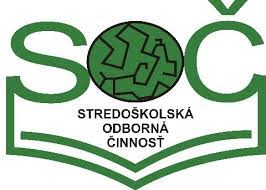 SOČ
STREDOŠKOLSKÁ
ODBORNÁ
ČINNOSŤ